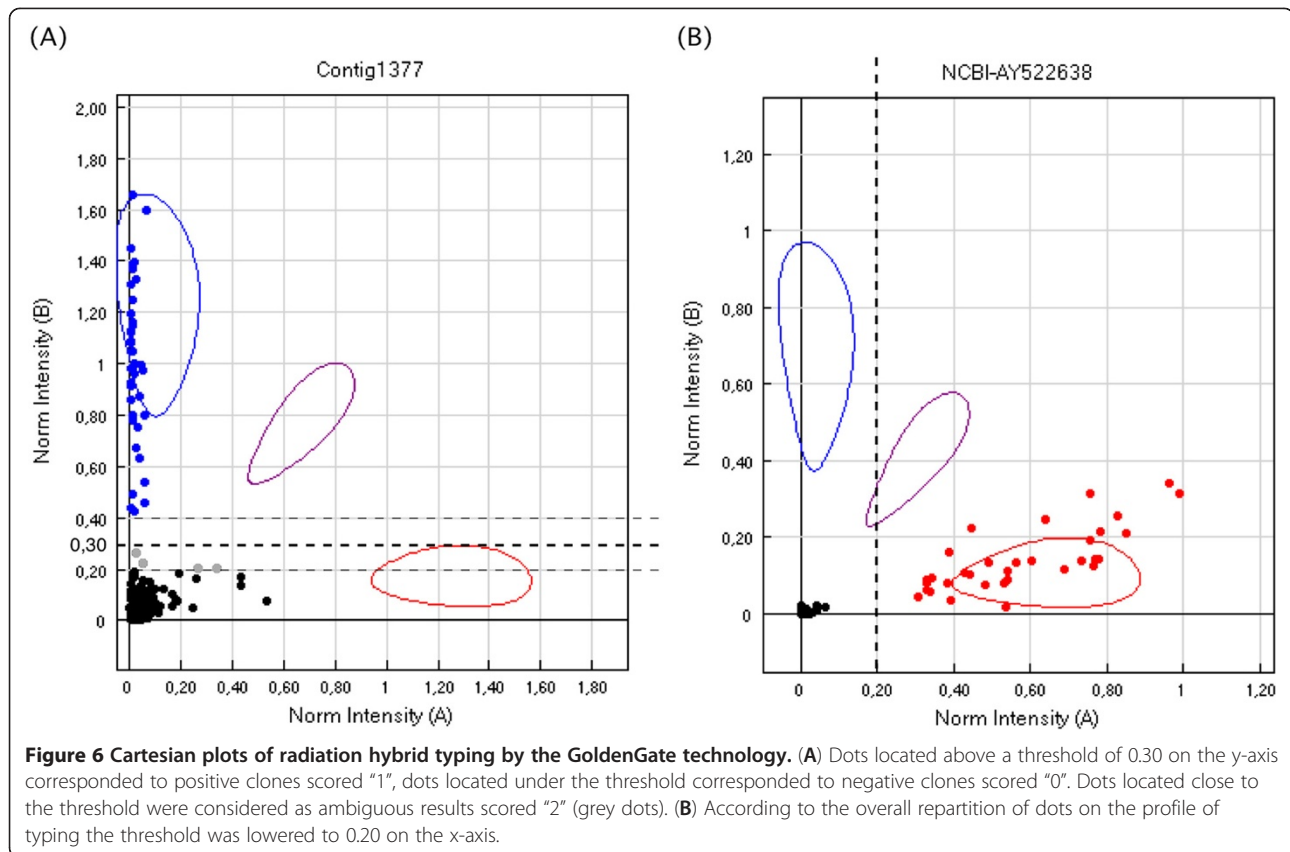 (A)
Contig1377
2,00
1,80
1,60
1,40
1,20
1
0,80
0,60
0,40
0,30
0,20
0
Norm Intensity (B)
0 0,20 0,40 0,60 0,80 1 1,20 1,40 1,60 1,80
Norm Intensity (A)
(B)
NCBI-AY522638
1,20
1
0,80
0,60
0,40
0,20
0
Norm Intensity (B)
0 0,20 0,40 0,60 0,80 1 1,20
Norm Intensity (A)
Figure 6 Cartesian plots of radiation hybrid typing by the GoldenGate technology. (A) Dots located above a threshold of 0.30 on the y-axis
corresponded to positive clones scored “1”, dots located under the threshold corresponded to negative clones scored “0”. Dots located close to
the threshold were considered as ambiguous results scored “2” (grey dots). (B) According to the overall repartition of dots on the profile of
typing the threshold was lowered to 0.20 on the x-axis.